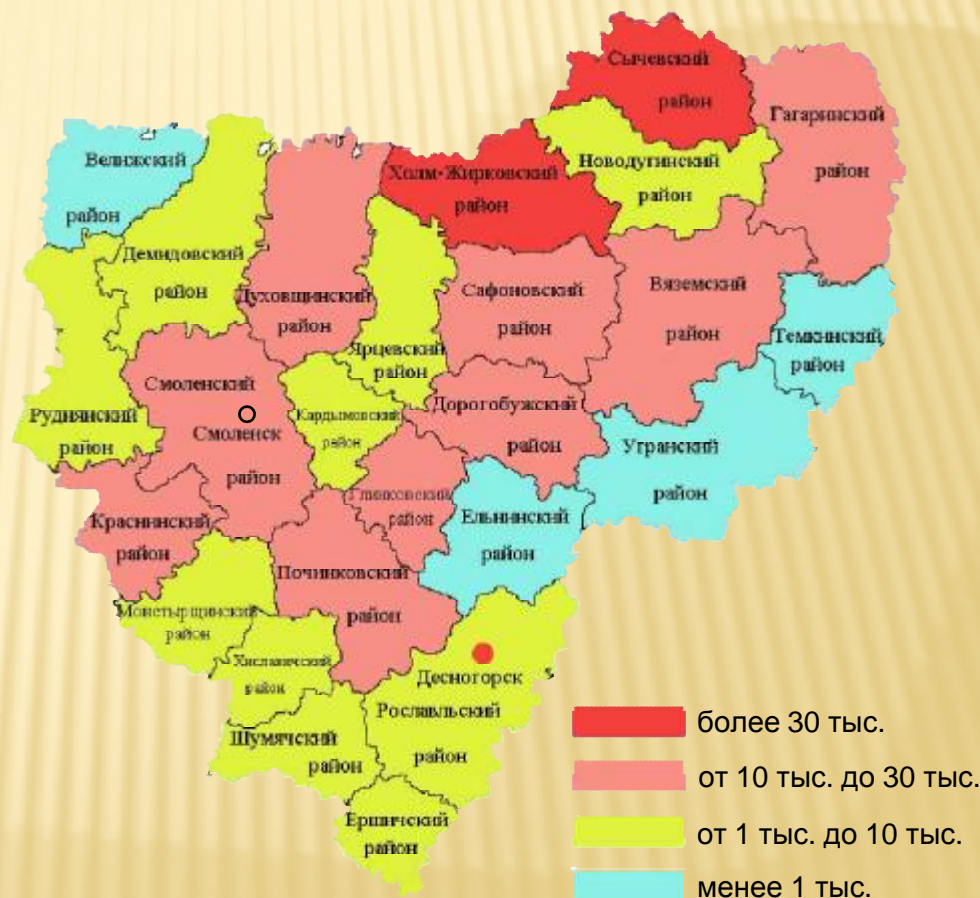 Сычевский
район
Гагаринский
район
Велижский
район
Холм-Жирковский
район
Новодугинский
район
Демидовский
район
Духовщинский
район
Сафоновский
район
Вяземский
район
Ярцевский
район
Темкинский
район
Смоленский
Смоленск
район
Руднянский
район
Кардымовский
район
Дорогобужский
район
Угранский
район
Глинковский
район
Ельнинский
район
Краснинский
район
Починковский
район
Монетырщинский
район
Хиславичский
район
Десногорск
Рославльский
район
Шумячский
район
Ершичский
район
более 30 тыс.
от 10 тыс. до 30 тыс.
от 1 тыс. до 10 тыс.
менее 1 тыс.